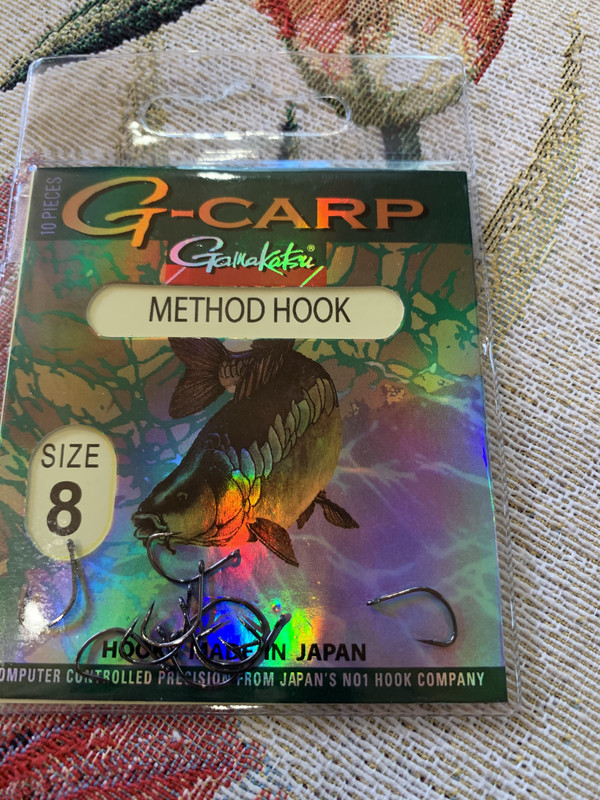 10 PIECES
G-CARP
Gamakatsu®
METHOD HOOK
SIZE
8
MADE IN JAPAN
COMPUTER CONTROLLED PRECISION FROM JAPAN'S NO1 HOOK COMPANY